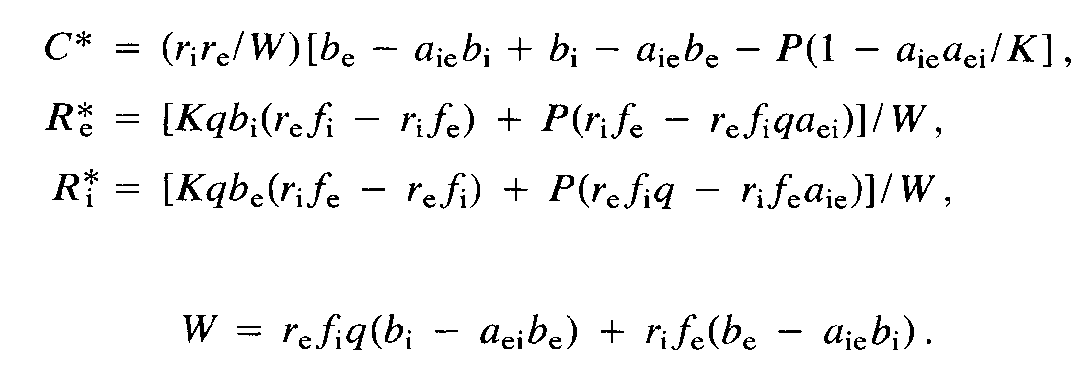 C* = (r_i r_e/W)[b_e − a_ie b_i + b_i − a_ie b_e − P(1 − a_ie a_ei/K],
R*_e = [Kqb_i(r_e f_i − r_i f_e) + P(r_i f_e − r_e f_i qa_ei)]/W,
R*_i = [Kqb_e(r_i f_e − r_e f_i) + P(r_e f_i q − r_i f_e a_ie)]/W,
W = r_e f_i q(b_i − a_ei b_e) + r_i f_e(b_e − a_ie b_i).